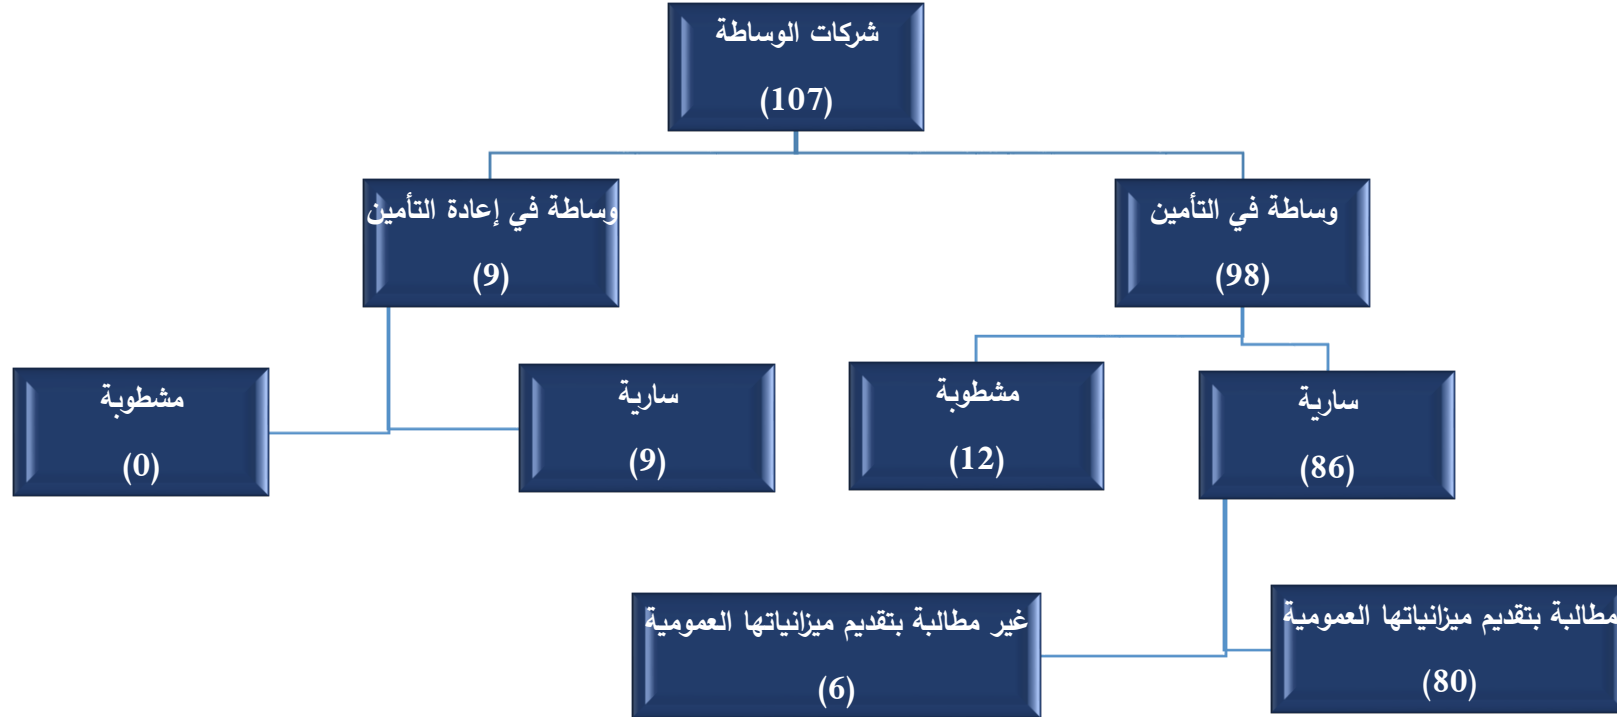 شركات الوساطة
(107)
وساطة في التأمين
(98)
وساطة في إعادة التأمين
(9)
سارية
(86)
مشطوبة
(12)
سارية
(9)
مشطوبة
(0)
مطالبة بتقديم ميزانياتها العمومية
(80)
غير مطالبة بتقديم ميزانياتها العمومية
(6)